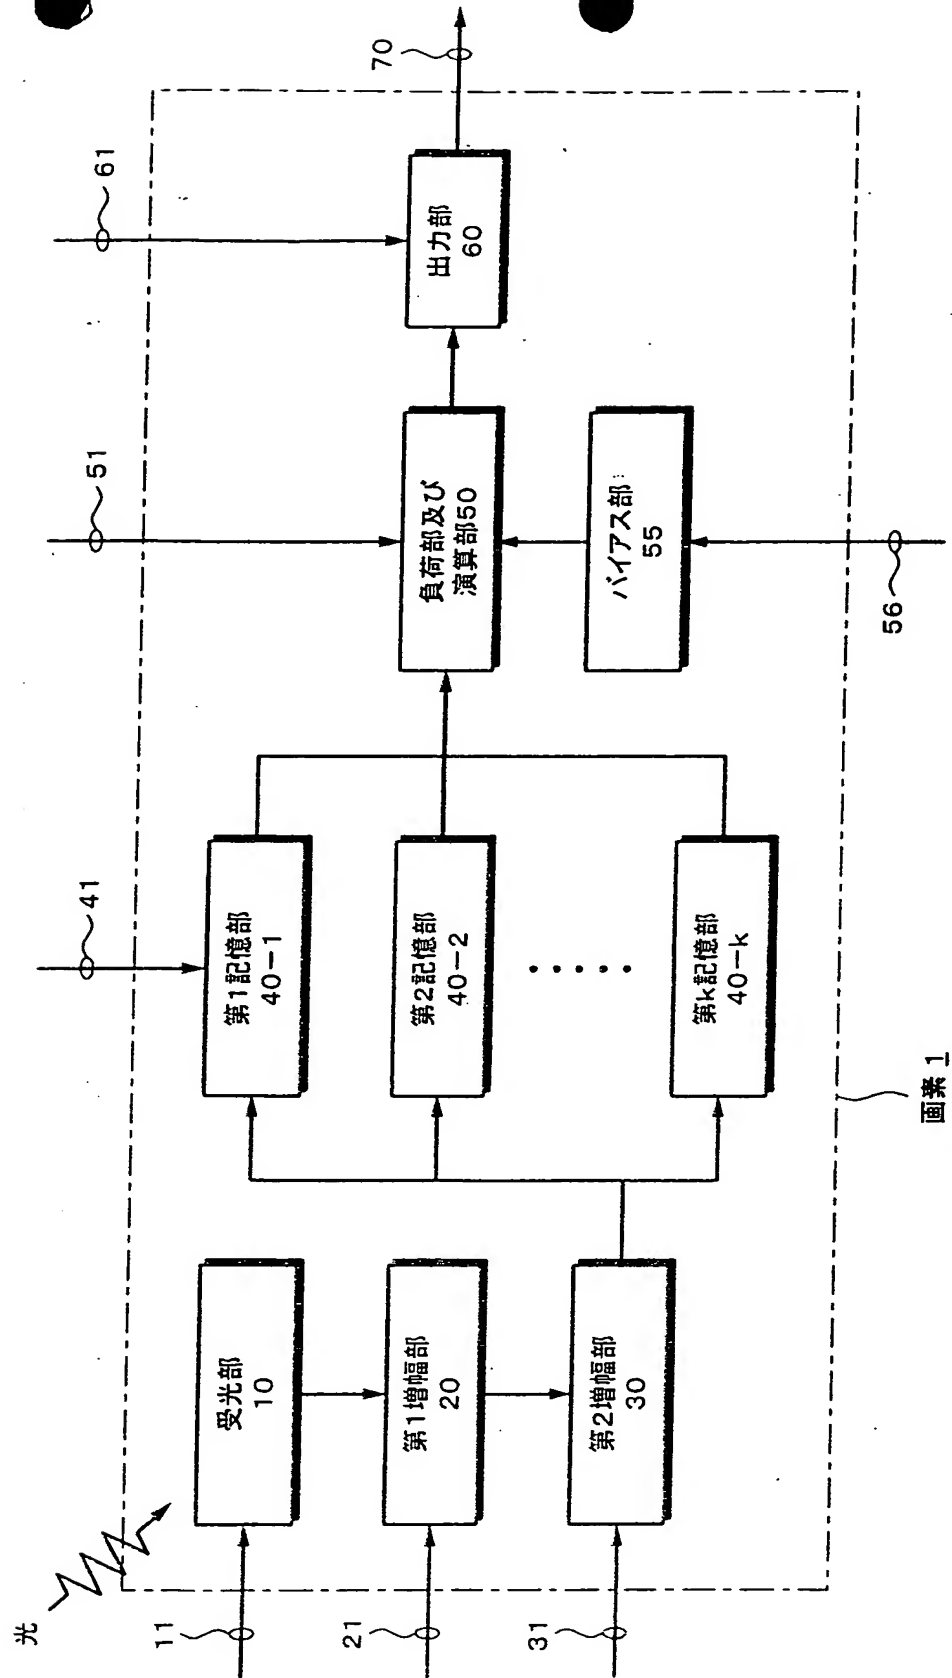 光
11
21
31
受光部
10
第1増幅部
20
第2増幅部
30
41
第1記憶部
40-1
第2記憶部
40-2
第k記憶部
40-k
51
負荷部及び
演算部50
バイアス部
55
56
61
出力部
60
70
画素 1